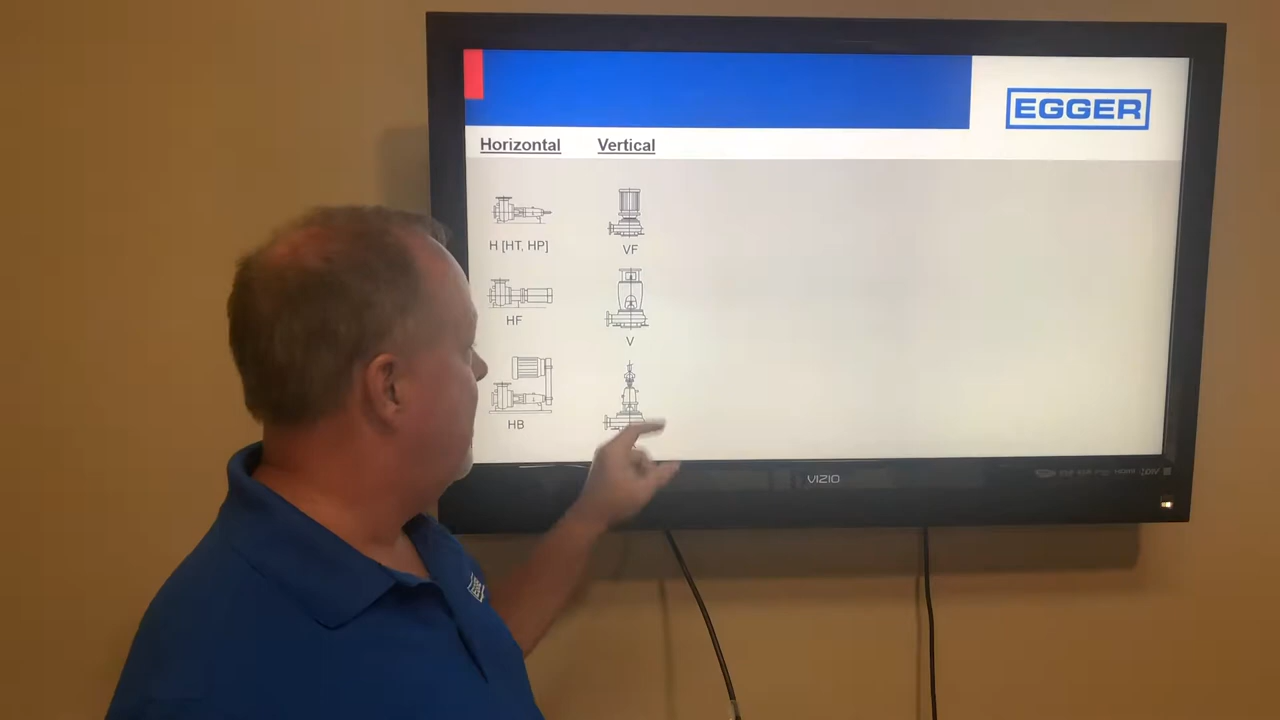 EGGER
Horizontal Vertical
H [HT, HP]
VF
HF
V
HB
VIZIO